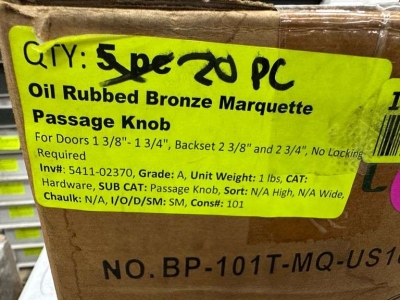 QTY: 5 pc 20 PC
Oil Rubbed Bronze Marquette
Passage Knob
For Doors 1 3/8"- 1 3/4", Backset 2 3/8" and 2 3/4", No Locking
Required
Inv#: 5411-02370, Grade: A, Unit Weight: 1 lbs, CAT:
Hardware, SUB CAT: Passage Knob, Sort: N/A High, N/A Wide,
Chaulk: N/A, I/O/D/SM: SM, Cons#: 101
NO. BP-101T-MQ-US10